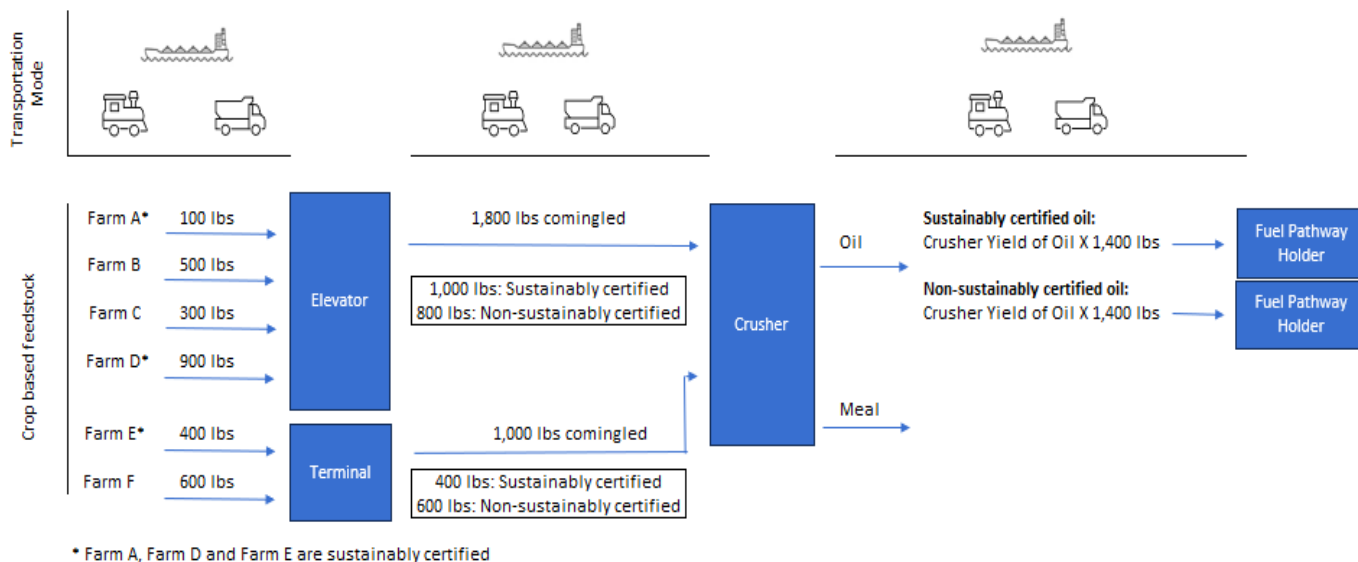 Transportation
Mode
Crop based feedstock
Farm A* 100 lbs
Farm B 500 lbs
Farm C 300 lbs
Farm D* 900 lbs
Farm E* 400 lbs
Farm F 600 lbs
Elevator
Terminal
1,800 lbs comingled
1,000 lbs: Sustainably certified
800 lbs: Non-sustainably certified
1,000 lbs comingled
400 lbs: Sustainably certified
600 lbs: Non-sustainably certified
Crusher
Oil
Meal
Sustainably certified oil:
Crusher Yield of Oil X 1,400 lbs
Non-sustainably certified oil:
Crusher Yield of Oil X 1,400 lbs
Fuel Pathway
Holder
Fuel Pathway
Holder
* Farm A, Farm D and Farm E are sustainably certified